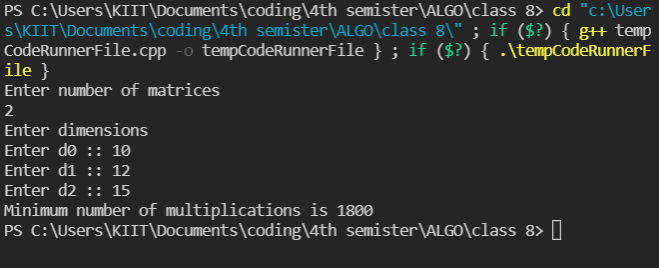 PS C:\Users\KIIT\Documents\coding\4th semister\ALGO\class 8> cd "c:\User
s\KIIT\Documents\coding\4th semister\ALGO\class 8\" ; if ($?) { g++ temp
CodeRunnerFile.cpp -o tempCodeRunnerFile } ; if ($?) { .\tempCodeRunnerF
ile }
Enter number of matrices
2
Enter dimensions
Enter d0 :: 10
Enter d1 :: 12
Enter d2 :: 15
Minimum number of multiplications is 1800
PS C:\Users\KIIT\Documents\coding\4th semister\ALGO\class 8>